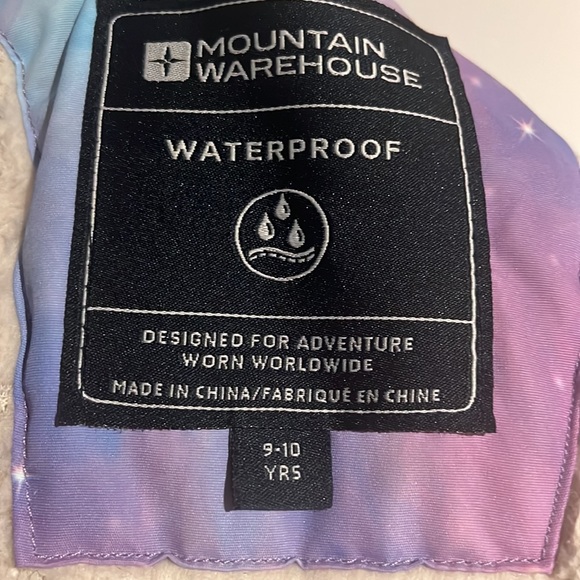 MOUNTAIN
WAREHOUSE
WATERPROOF
DESIGNED FOR ADVENTURE
WORN WORLDWIDE
MADE IN CHINA/FABRIQUÉ EN CHINE
9-10
YRS